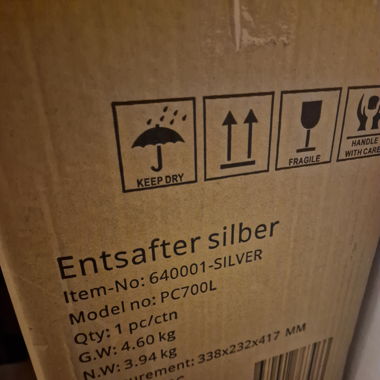 KEEP DRY
FRAGILE
HANDLE
WITH CARE
Entsafter silber
Item-No: 640001-SILVER
Model no: PC700L
Qty: 1 pc/ctn
G.W: 4.60 kg
N.W: 3.94 kg
urement: 338x232x417 MM